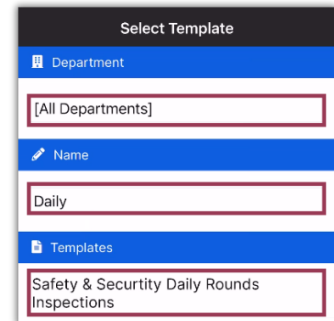 Select Template
Department
[All Departments]
Name
Daily
Templates
Safety & Securtity Daily Rounds
Inspections